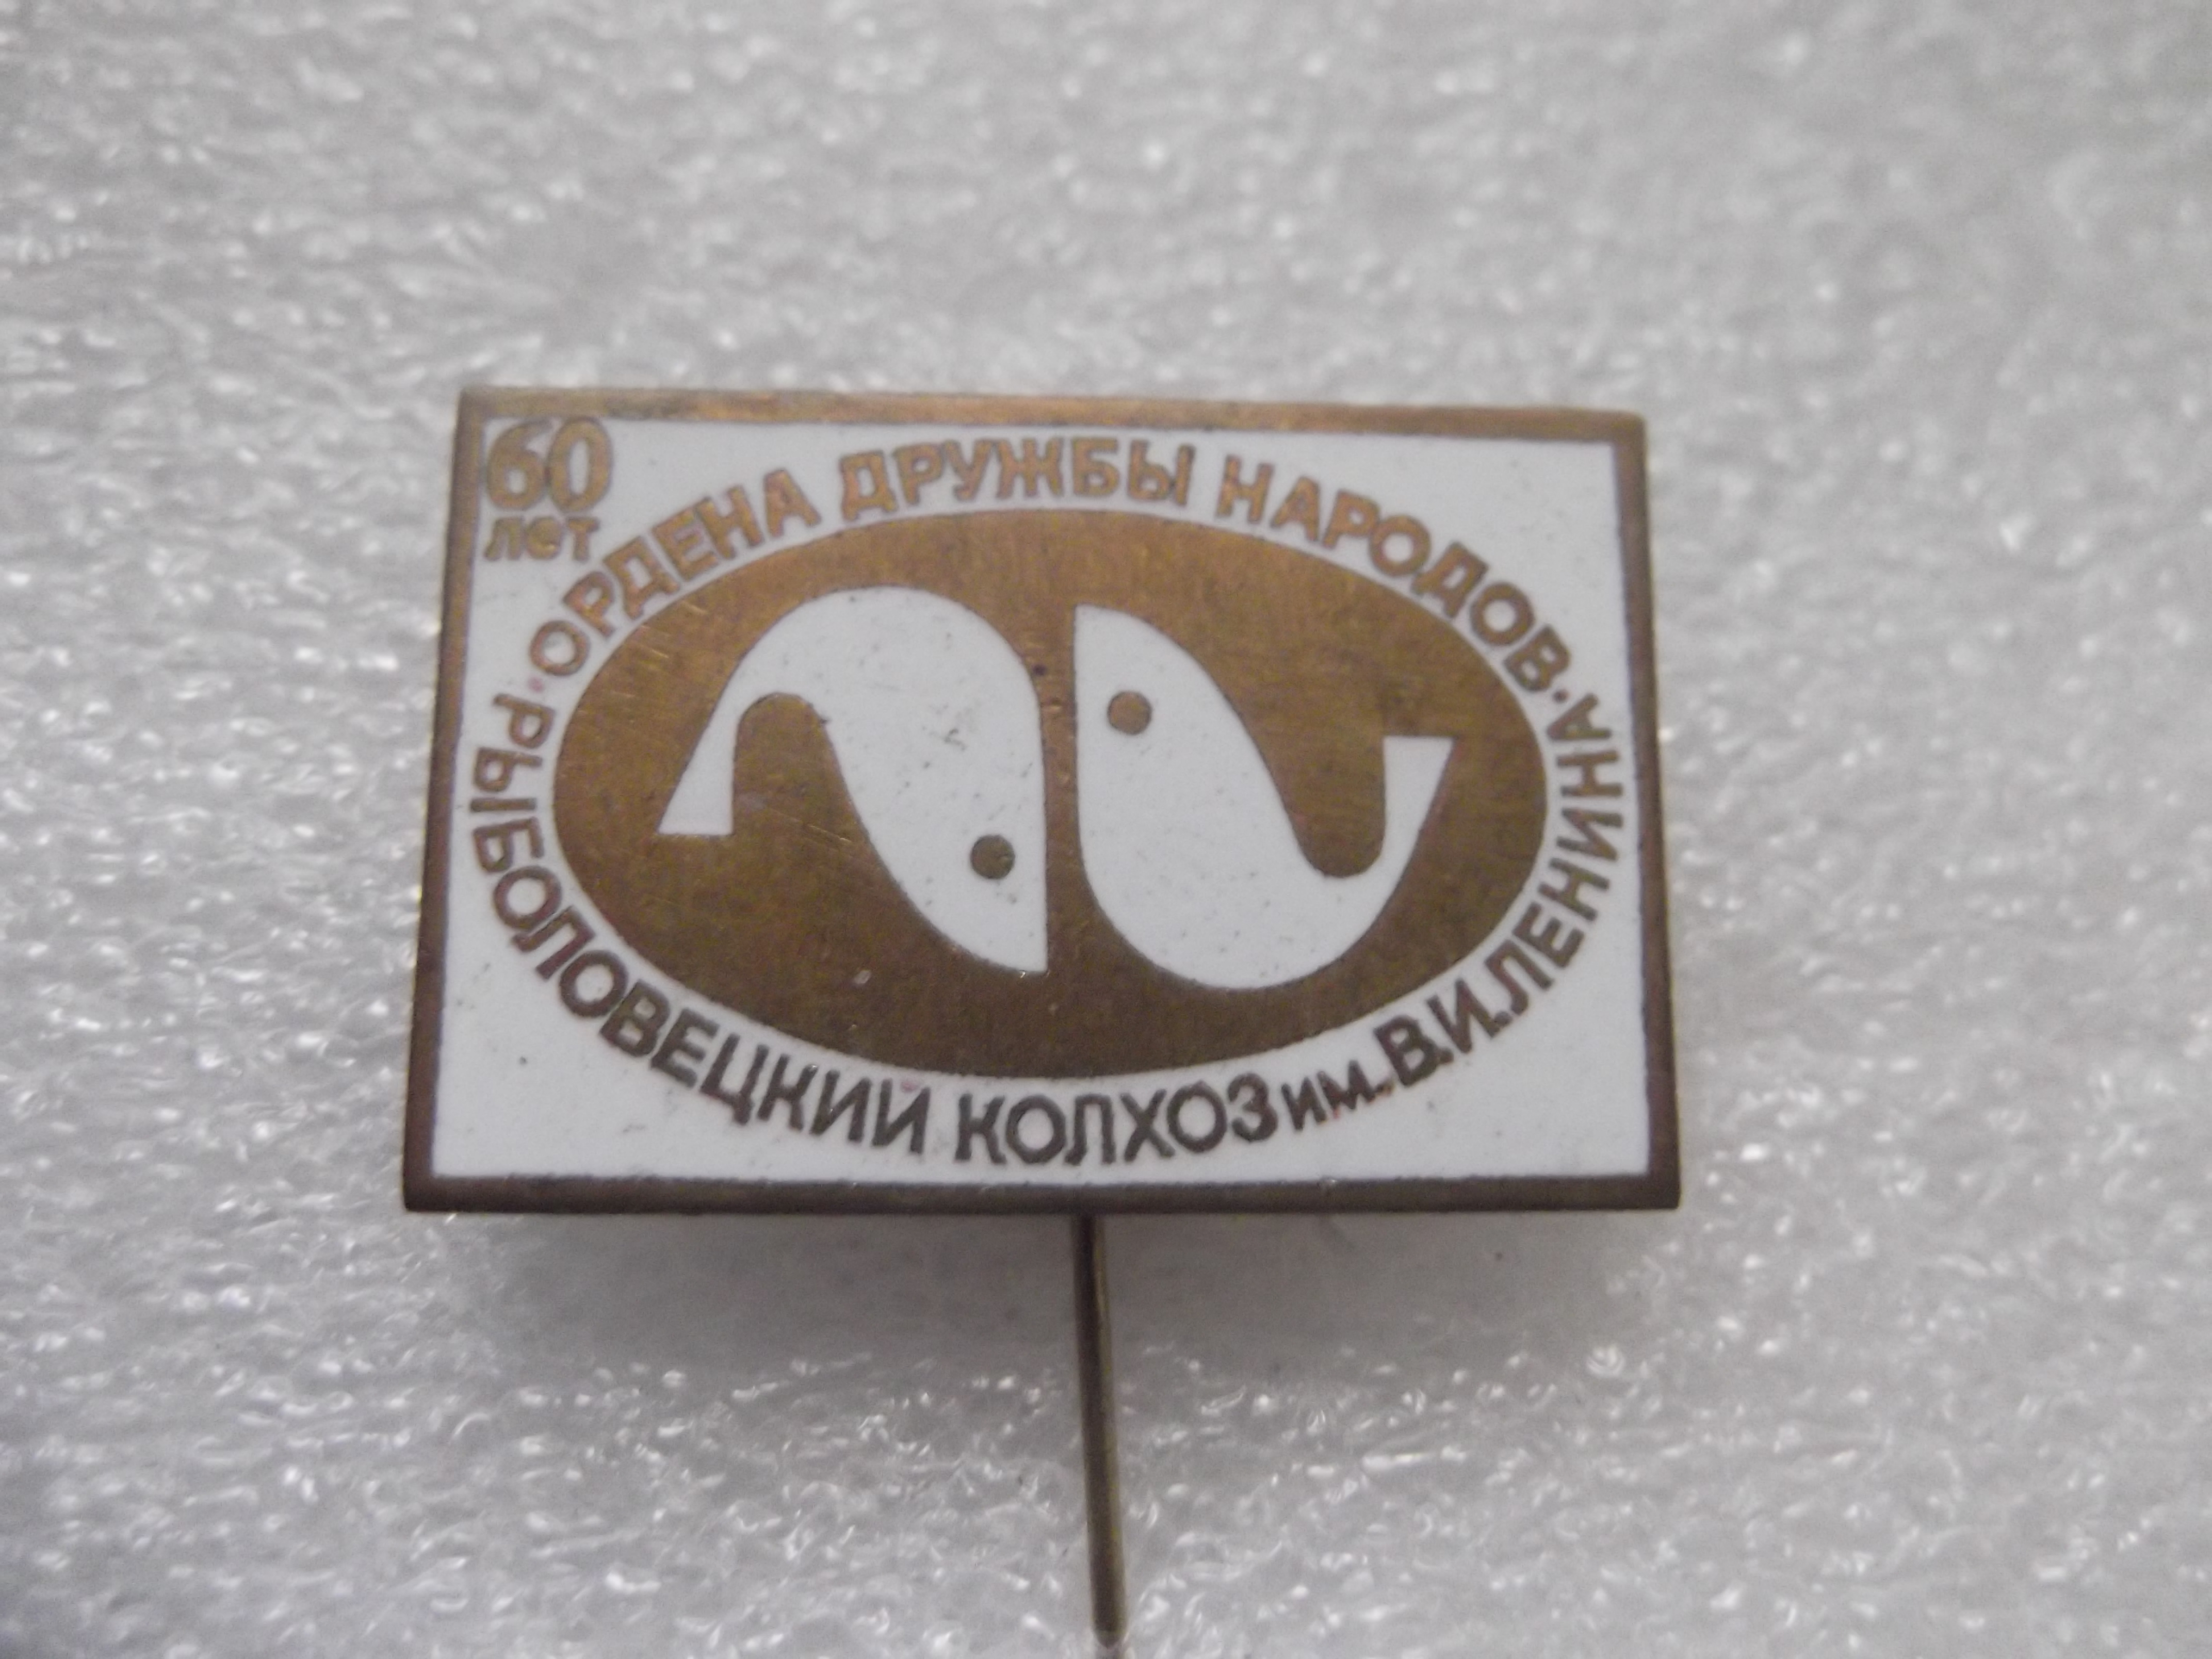 60
лет
ОРДЕНА ДРУЖБЫ НАРОДОВ·
РЫБОЛОВЕЦКИЙ КОЛХОЗ им. В.И.ЛЕНИНА·